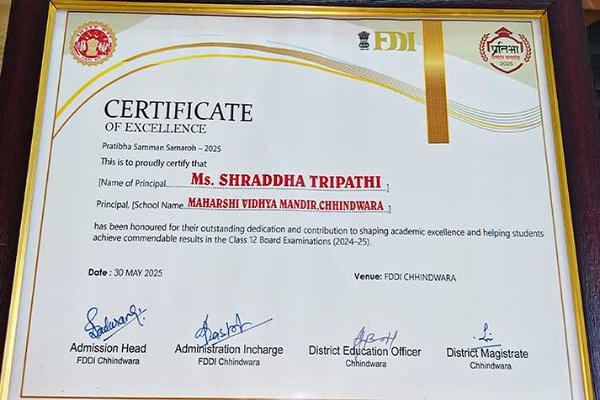 FDDI
प्रतिभा
सम्मान समारोह
2025
CERTIFICATE
OF EXCELLENCE
Pratibha Samman Samaroh – 2025
This is to proudly certify that
[Name of Principal.....Ms. SHRADDHA TRIPATHI.]
Principal, [School Name..MAHARSHI VIDHYA MANDIR,CHHINDWARA..]
has been honoured for their outstanding dedication and contribution to shaping academic excellence and helping students
achieve commendable results in the Class 12 Board Examinations (2024–25).
Date : 30 MAY 2025
Venue: FDDI CHHINDWARA
Admission Head
FDDI Chhindwara
Administration Incharge
FDDI Chhindwara
District Education Officer
Chhindwara
District Magistrate
Chhindwara